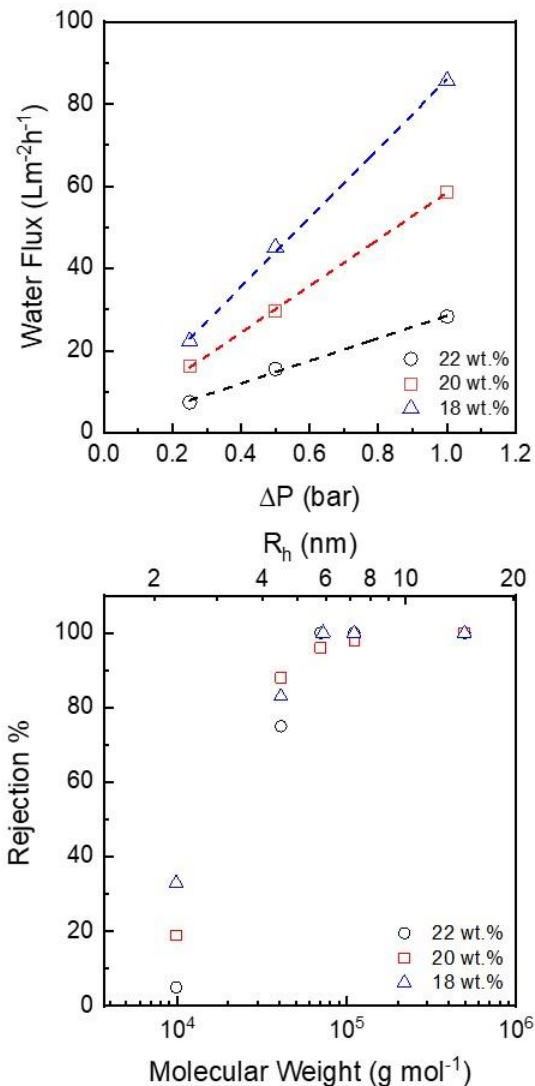 100
80
60
40
20
0
Water Flux (Lm⁻²h⁻¹)
22 wt.%
20 wt.%
18 wt.%
0.0 0.2 0.4 0.6 0.8 1.0 1.2
ΔP (bar)
Rₕ (nm)
2 4 6 8 10 20
100
80
60
40
20
0
Rejection %
22 wt.%
20 wt.%
18 wt.%
10⁴ 10⁵ 10⁶
Molecular Weight (g mol⁻¹)